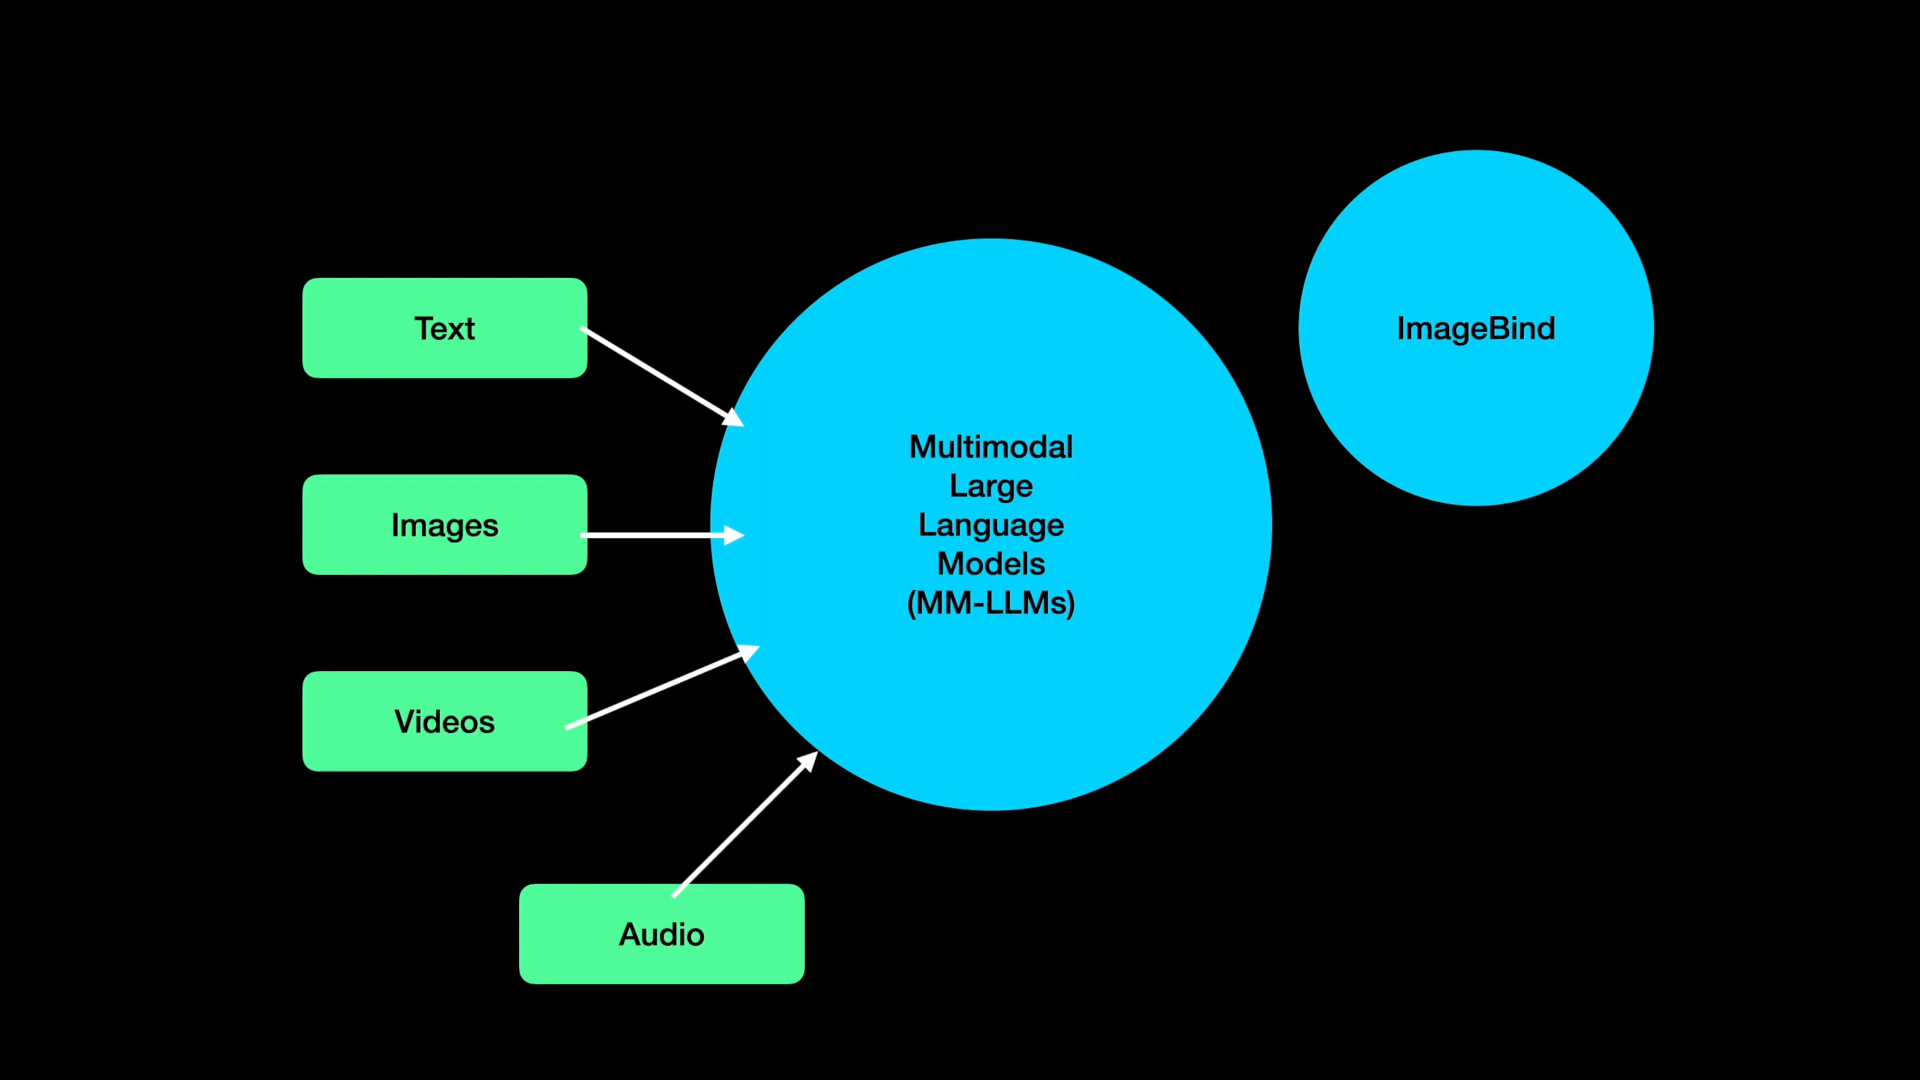 Text
Images
Videos
Audio
Multimodal
Large
Language
Models
(MM-LLMs)
ImageBind